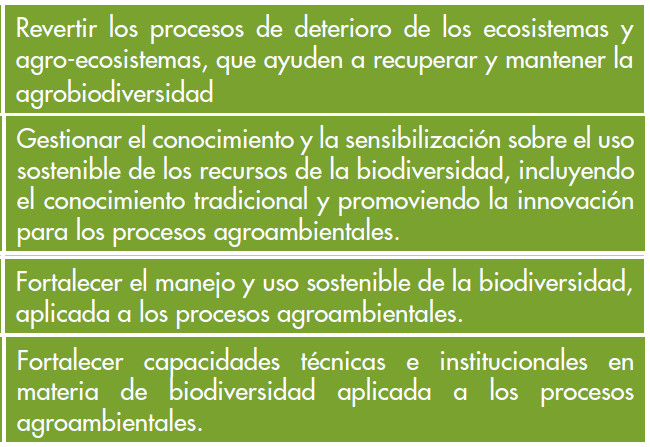 Revertir los procesos de deterioro de los ecosistemas y
agro-ecosistemas, que ayuden a recuperar y mantener la
agrobiodiversidad
Gestionar el conocimiento y la sensibilización sobre el uso
sostenible de los recursos de la biodiversidad, incluyendo
el conocimiento tradicional y promoviendo la innovación
para los procesos agroambientales.
Fortalecer el manejo y uso sostenible de la biodiversidad,
aplicada a los procesos agroambientales.
Fortalecer capacidades técnicas e institucionales en
materia de biodiversidad aplicada a los procesos
agroambientales.